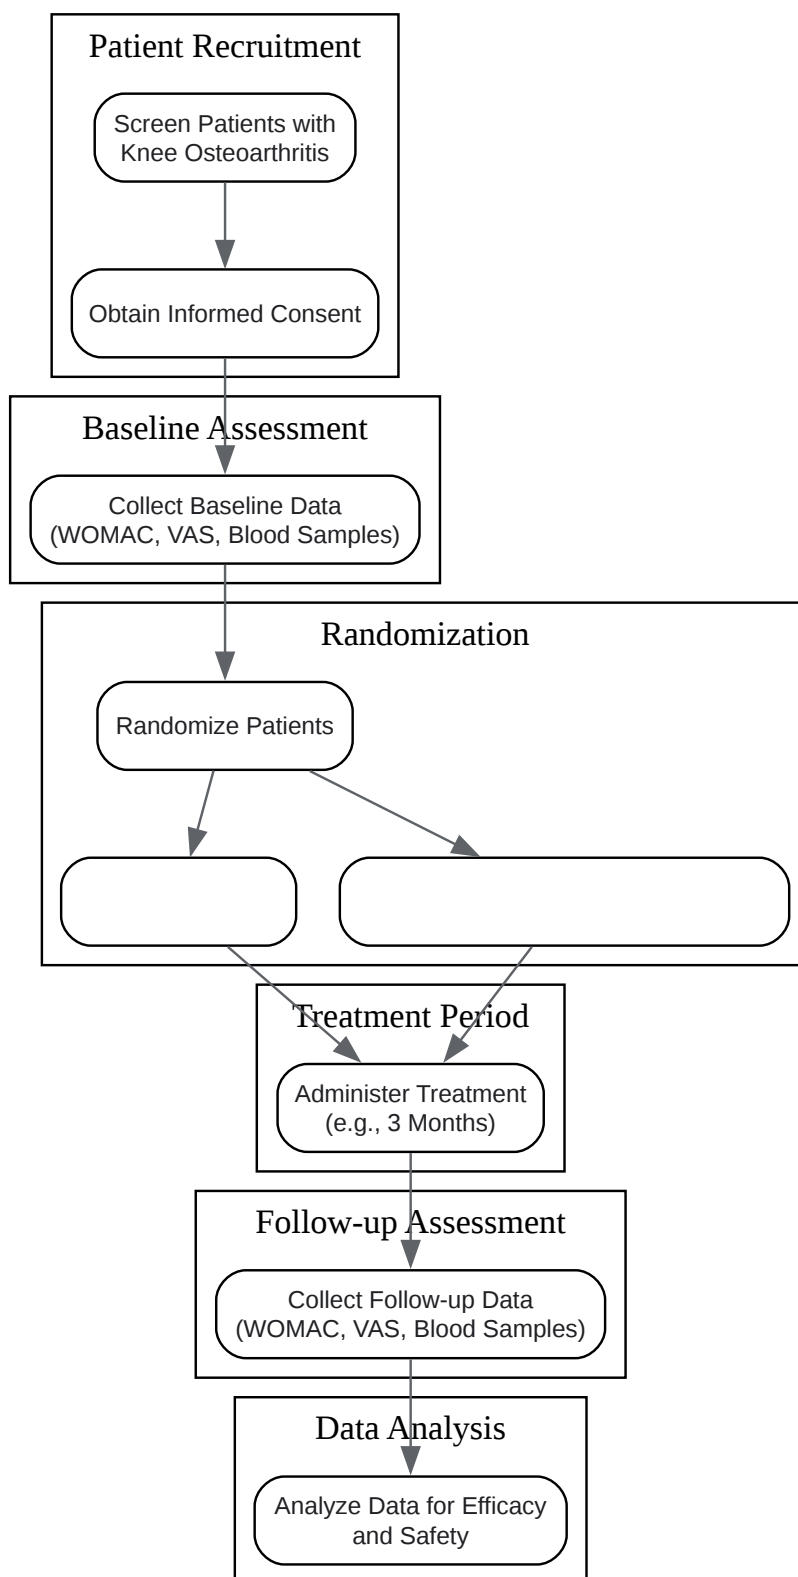 Patient Recruitment
Screen Patients with
Knee Osteoarthritis
Obtain Informed Consent
Baseline Assessment
Collect Baseline Data
(WOMAC, VAS, Blood Samples)
Randomization
Randomize Patients
Treatment Period
Administer Treatment
(e.g., 3 Months)
Follow-up Assessment
Collect Follow-up Data
(WOMAC, VAS, Blood Samples)
Data Analysis
Analyze Data for Efficacy
and Safety